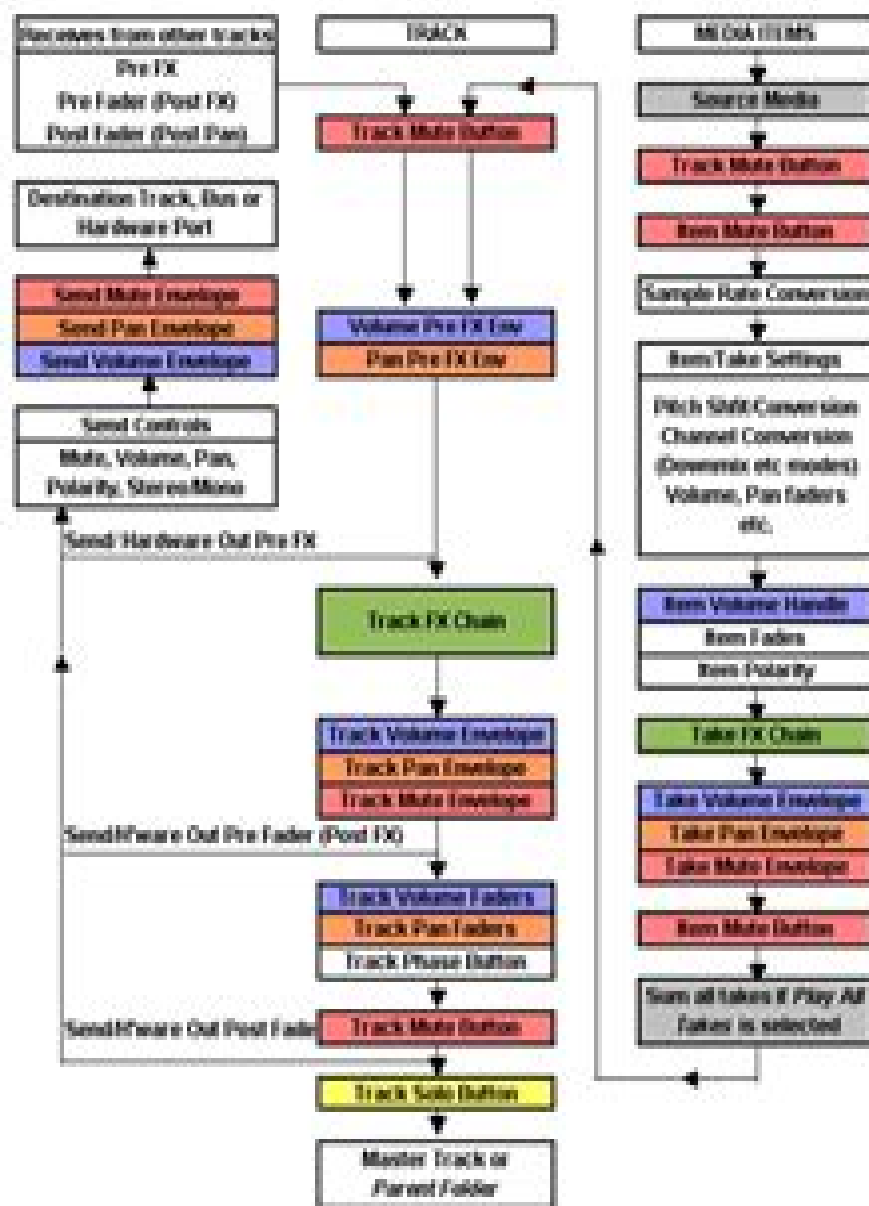 Receives from other tracks
Pre FX
Pre Fader (Post FX)
Post Fader (Post Pan)
Destination Track, Bus or
Hardware Port
Send Mute Envelope
Send Pan Envelope
Send Volume Envelope
Send Controls
Mute, Volume, Pan,
Polarity, Stereo/Mono
Send/Hardware Out Pre FX
Send/H'ware Out Pre Fader (Post FX)
Send/H'ware Out Post Fader
TRACK
Track Mute Button
Volume Pre FX Env
Pan Pre FX Env
Track FX Chain
Track Volume Envelope
Track Pan Envelope
Track Mute Envelope
Track Volume Faders
Track Pan Faders
Track Phase Button
Track Mute Button
Track Solo Button
Master Track or
Parent Folder
MEDIA ITEMS
Source Media
Track Mute Button
Item Mute Button
Sample Rate Conversion
Item Take Settings
Pitch Shift Conversion
Channel Conversion
(Downmix etc modes)
Volume, Pan faders
etc.
Item Volume Handle
Item Fades
Item Polarity
Take FX Chain
Take Volume Envelope
Take Pan Envelope
Take Mute Envelope
Item Mute Button
Sum all takes if Play All
Takes is selected